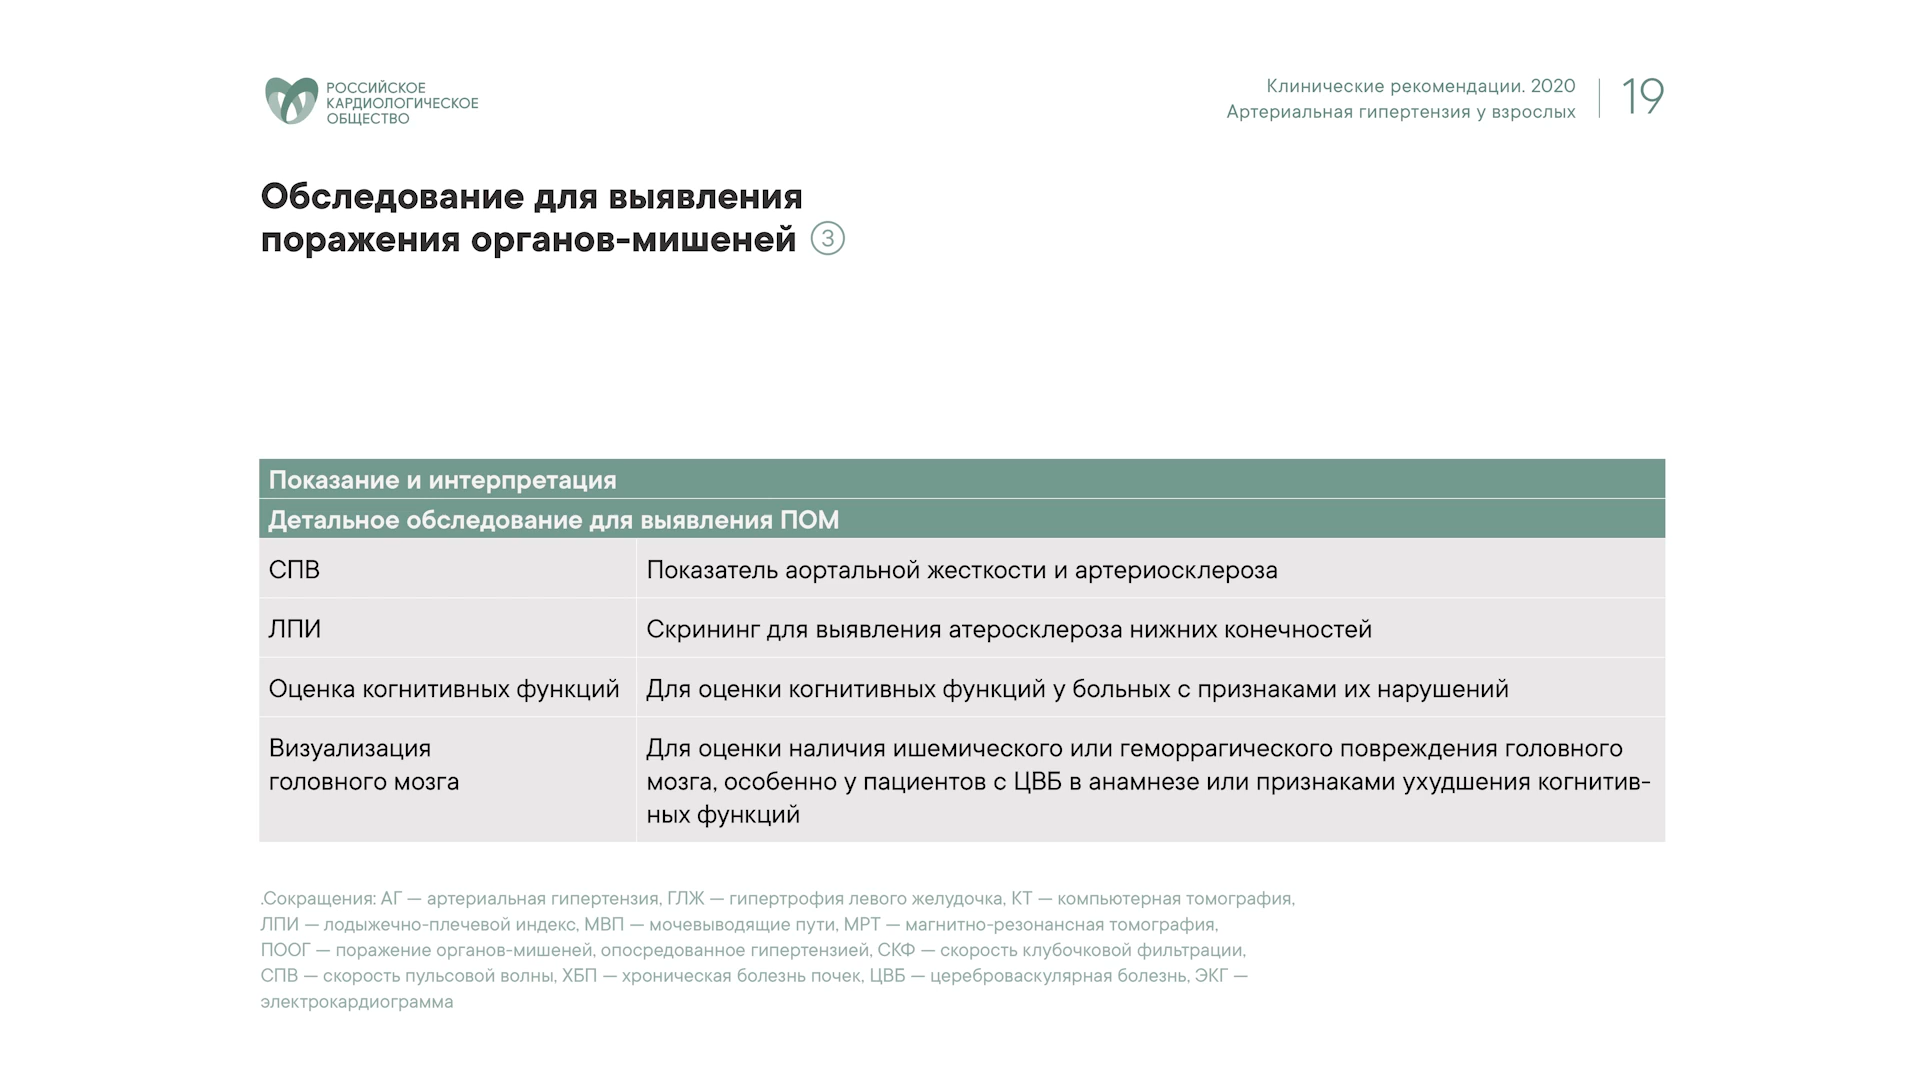 РОССИЙСКОЕ
КАРДИОЛОГИЧЕСКОЕ
ОБЩЕСТВО
Клинические рекомендации. 2020
Артериальная гипертензия у взрослых
19
Обследование для выявления
поражения органов-мишеней 3
Показание и интерпретация
Детальное обследование для выявления ПОМ
СПВ
Показатель аортальной жесткости и артериосклероза
ЛПИ
Скрининг для выявления атеросклероза нижних конечностей
Оценка когнитивных функций
Для оценки когнитивных функций у больных с признаками их нарушений
Визуализация
головного мозга
Для оценки наличия ишемического или геморрагического повреждения головного
мозга, особенно у пациентов с ЦВБ в анамнезе или признаками ухудшения когнитив-
ных функций
.Сокращения: АГ — артериальная гипертензия, ГЛЖ — гипертрофия левого желудочка, КТ — компьютерная томография,
ЛПИ — лодыжечно-плечевой индекс, МВП — мочевыводящие пути, МРТ — магнитно-резонансная томография,
ПООГ — поражение органов-мишеней, опосредованное гипертензией, СКФ — скорость клубочковой фильтрации,
СПВ — скорость пульсовой волны, ХБП — хроническая болезнь почек, ЦВБ — цереброваскулярная болезнь, ЭКГ —
электрокардиограмма